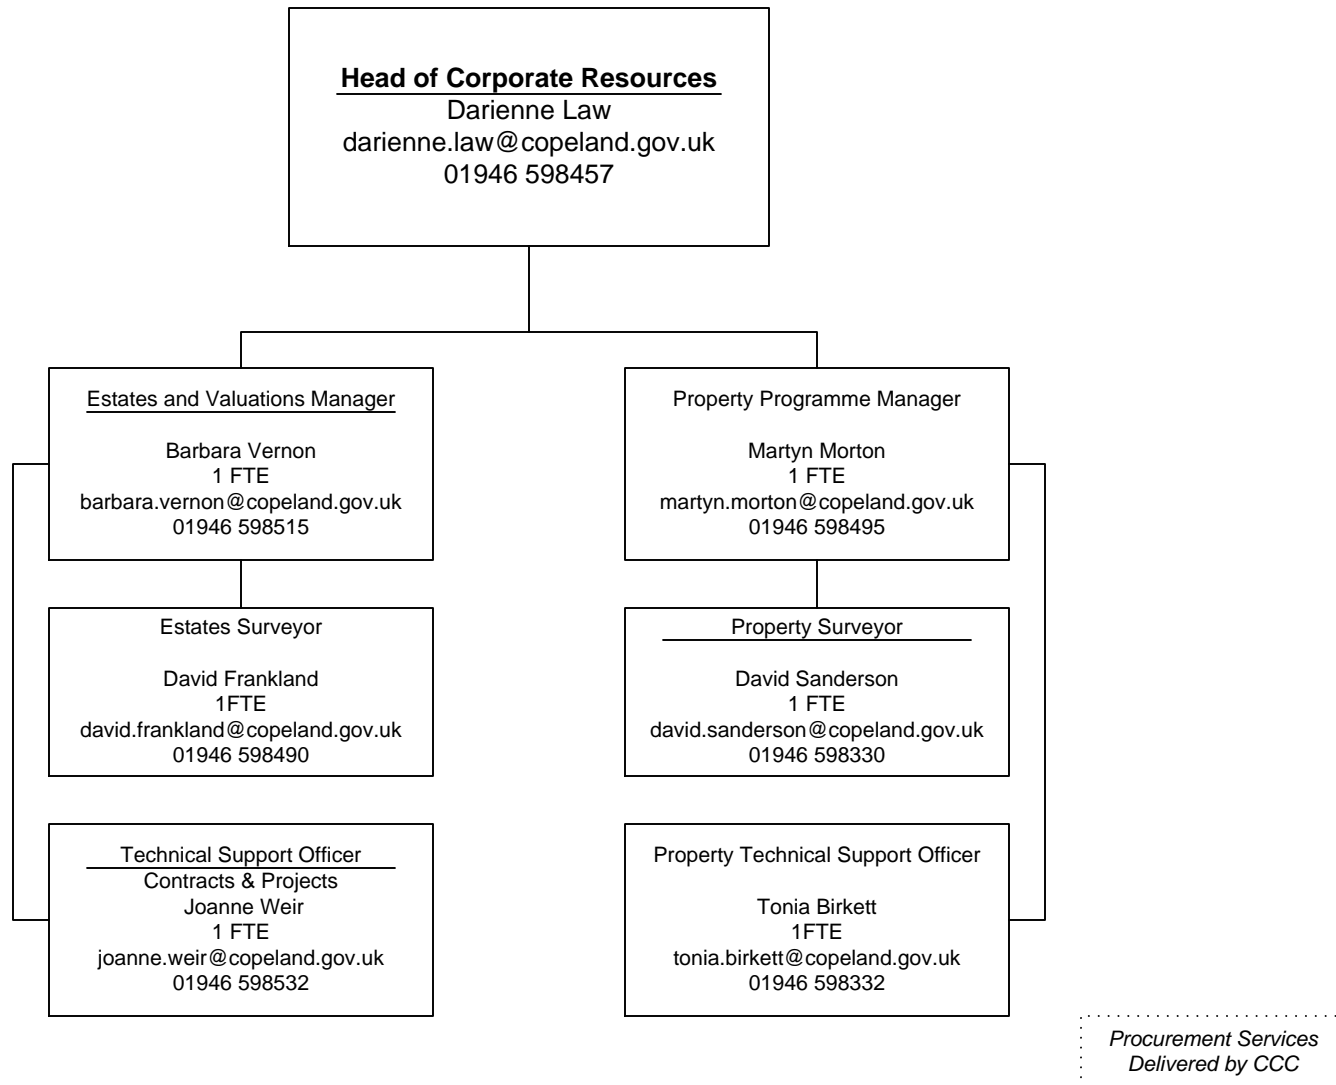 Head of Corporate Resources
Darienne Law
darienne.law@copeland.gov.uk
01946 598457
Estates and Valuations Manager
Barbara Vernon
1 FTE
barbara.vernon@copeland.gov.uk
01946 598515
Property Programme Manager
Martyn Morton
1 FTE
martyn.morton@copeland.gov.uk
01946 598495
Estates Surveyor
David Frankland
1FTE
david.frankland@copeland.gov.uk
01946 598490
Property Surveyor
David Sanderson
1 FTE
david.sanderson@copeland.gov.uk
01946 598330
Technical Support Officer
Contracts & Projects
Joanne Weir
1 FTE
joanne.weir@copeland.gov.uk
01946 598532
Property Technical Support Officer
Tonia Birkett
1FTE
tonia.birkett@copeland.gov.uk
01946 598332
Procurement Services
Delivered by CCC